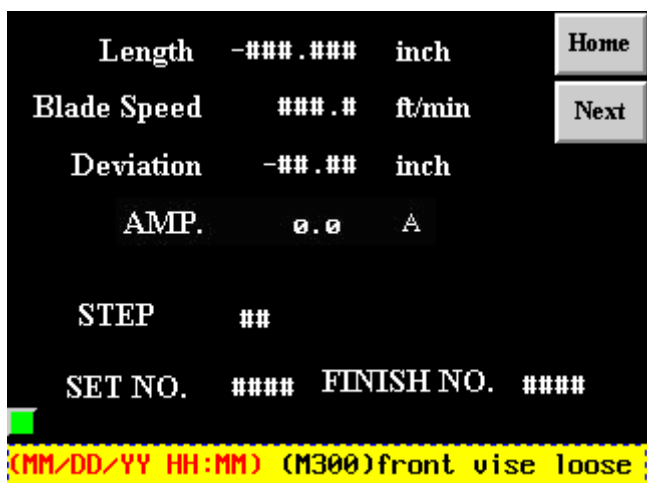 Length -###.### inch Home
Blade Speed ###.# ft/min Next
Deviation -##.## inch
AMP. 0.0 A
STEP ##
SET NO. #### FINISH NO. ####
(MM/DD/YY HH:MM) (M300)front vise loose